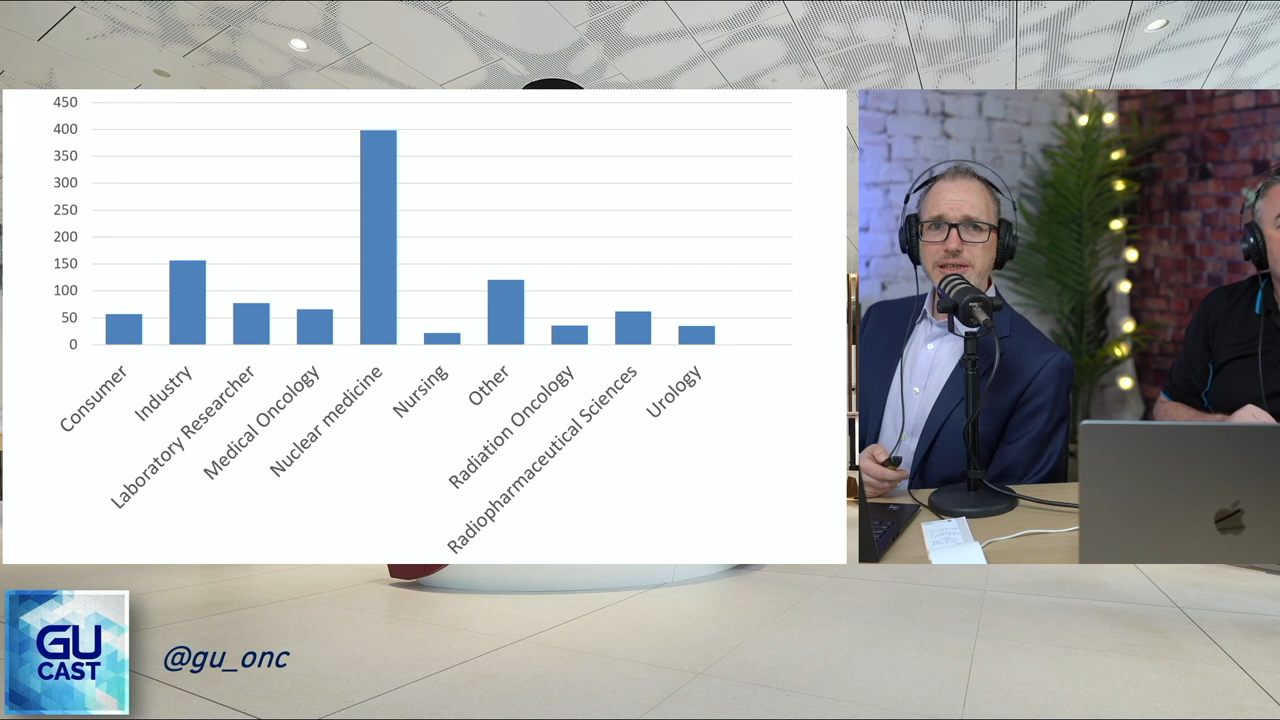 450
400
350
300
250
200
150
100
50
0
Consumer
Industry
Laboratory Researcher
Medical Oncology
Nuclear medicine
Nursing
Other
Radiation Oncology
Radiopharmaceutical Sciences
Urology
GU
CAST
@gu_onc